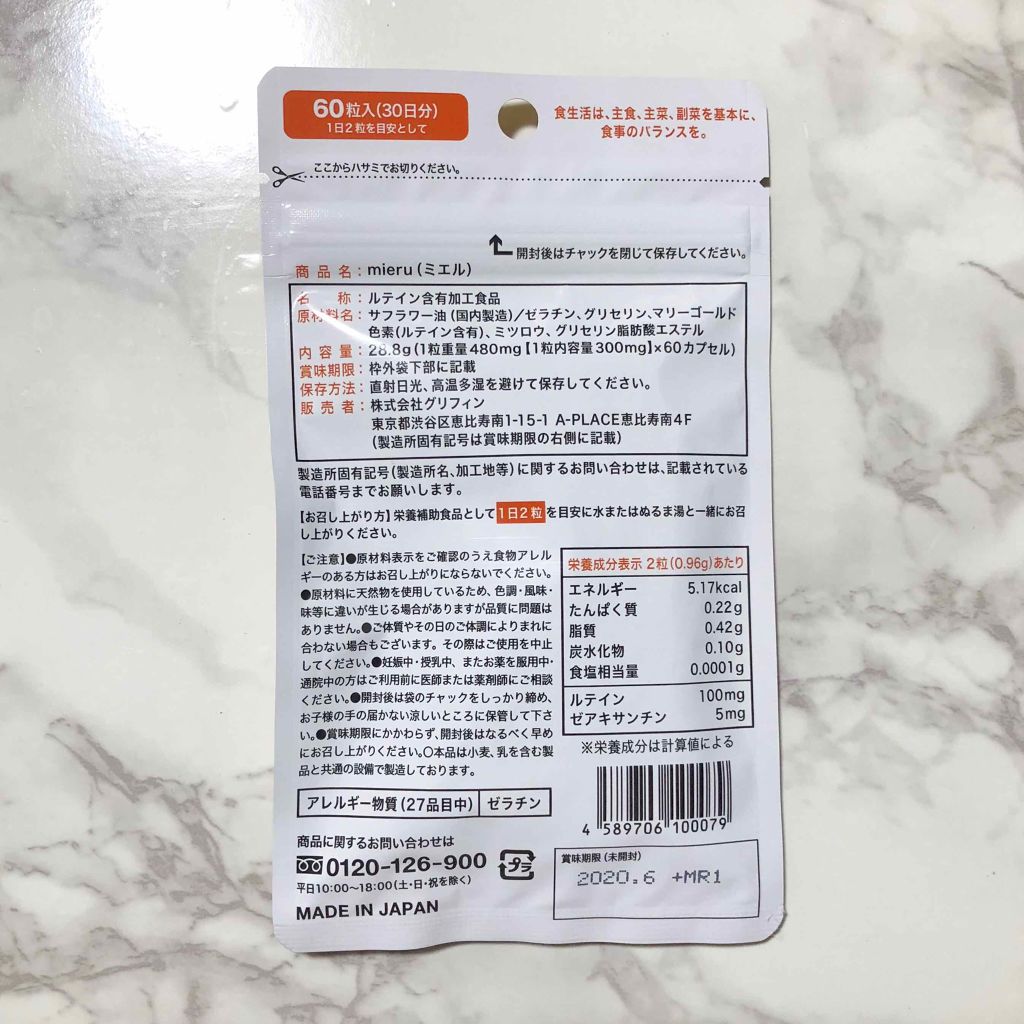 60粒入(30日分)
1日2粒を目安として
食生活は、主食、主菜、副菜を基本に、
食事のバランスを。
ここからハサミでお切りください。
開封後はチャックを閉じて保存してください。
商品名:mieru(ミエル)
名称:ルテイン含有加工食品
原材料名:サフラワー油(国内製造)/ゼラチン、グリセリン、マリーゴールド
色素(ルテイン含有)、ミツロウ、グリセリン脂肪酸エステル
内容量:28.8g(1粒重量480mg【1粒内容量300mg】×60カプセル)
賞味期限:枠外袋下部に記載
保存方法:直射日光、高温多湿を避けて保存してください。
販売者:株式会社グリフィン
東京都渋谷区恵比寿南1-15-1 A-PLACE恵比寿南4F
(製造所固有記号は賞味期限の右側に記載)
製造所固有記号(製造所名、加工地等)に関するお問い合わせは、記載されている
電話番号までお願いします。
【お召し上がり方】栄養補助食品として1日2粒を目安に水またはぬるま湯と一緒にお召
し上がりください。
【ご注意】●原材料表示をご確認のうえ食物アレル
ギーのある方はお召し上がりにならないでください。
●原材料に天然物を使用しているため、色調・風味・
味等に違いが生じる場合がありますが品質に問題は
ありません。●ご体質やその日のご体調によりまれに
合わない場合もございます。その際はご使用を中止
してください。●妊娠中・授乳中、またお薬を服用中・
通院中の方はご利用前に医師または薬剤師にご相談
ください。●開封後は袋のチャックをしっかり締め、
お子様の手の届かない涼しいところに保管して下さ
い。●賞味期限にかかわらず、開封後はなるべく早め
にお召し上がりください。〇本品は小麦、乳を含む製
品と共通の設備で製造しております。
栄養成分表示 2粒(0.96g)あたり
エネルギー 5.17kcal
たんぱく質 0.22g
脂質 0.42g
炭水化物 0.10g
食塩相当量 0.0001g
ルテイン 100mg
ゼアキサンチン 5mg
※栄養成分は計算値による
アレルギー物質(27品目中) ゼラチン
4 589706 100079
商品に関するお問い合わせは
0120-126-900
プラ
平日10:00〜18:00(土・日・祝を除く)
MADE IN JAPAN
賞味期限(未開封)
2020.6 +MR1